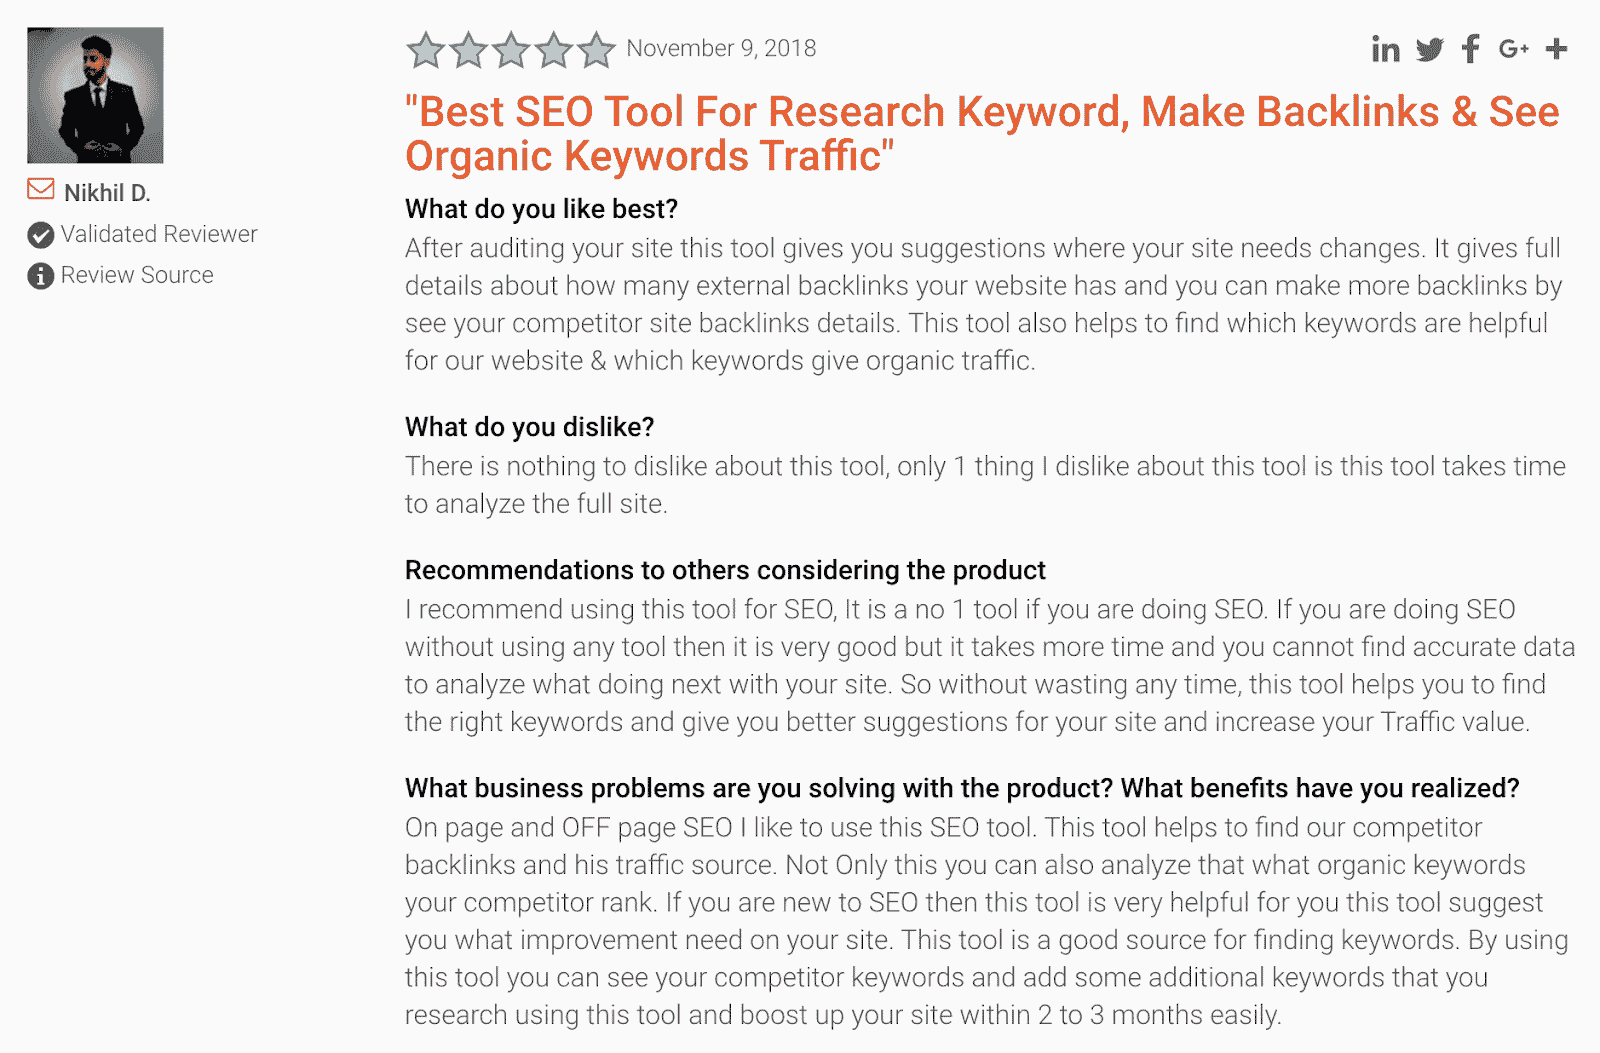 November 9, 2018
in f G+ +
"Best SEO Tool For Research Keyword, Make Backlinks & See
Organic Keywords Traffic"
Nikhil D.
Validated Reviewer
Review Source
What do you like best?
After auditing your site this tool gives you suggestions where your site needs changes. It gives full
details about how many external backlinks your website has and you can make more backlinks by
see your competitor site backlinks details. This tool also helps to find which keywords are helpful
for our website & which keywords give organic traffic.
What do you dislike?
There is nothing to dislike about this tool, only 1 thing I dislike about this tool is this tool takes time
to analyze the full site.
Recommendations to others considering the product
I recommend using this tool for SEO, It is a no 1 tool if you are doing SEO. If you are doing SEO
without using any tool then it is very good but it takes more time and you cannot find accurate data
to analyze what doing next with your site. So without wasting any time, this tool helps you to find
the right keywords and give you better suggestions for your site and increase your Traffic value.
What business problems are you solving with the product? What benefits have you realized?
On page and OFF page SEO I like to use this SEO tool. This tool helps to find our competitor
backlinks and his traffic source. Not Only this you can also analyze that what organic keywords
your competitor rank. If you are new to SEO then this tool is very helpful for you this tool suggest
you what improvement need on your site. This tool is a good source for finding keywords. By using
this tool you can see your competitor keywords and add some additional keywords that you
research using this tool and boost up your site within 2 to 3 months easily.